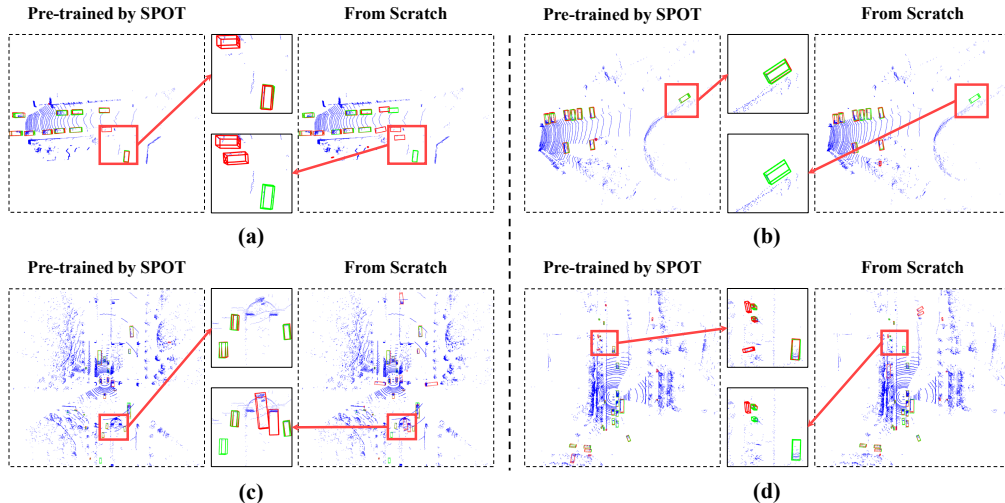 Pre-trained by SPOT
From Scratch
Pre-trained by SPOT
From Scratch
(a)
(b)
Pre-trained by SPOT
From Scratch
Pre-trained by SPOT
From Scratch
(c)
(d)